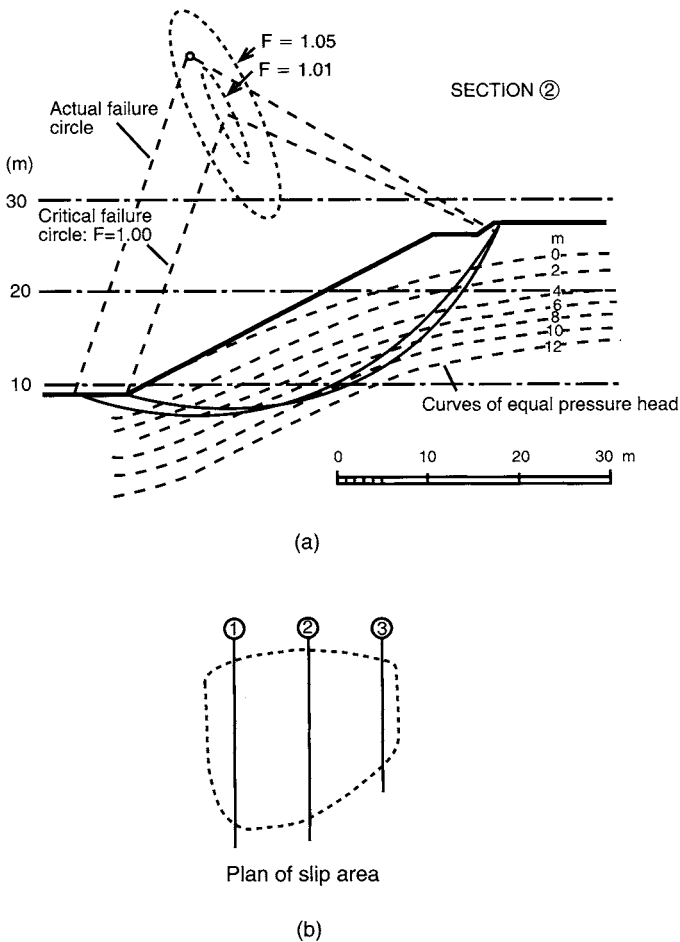 F = 1.05
F = 1.01
SECTION ②
Actual failure
circle
(m)
30
Critical failure
circle: F=1.00
m
0
2
20
4
6
8
10
12
10
Curves of equal pressure head
0 10 20 30 m
(a)
① ② ③
Plan of slip area
(b)